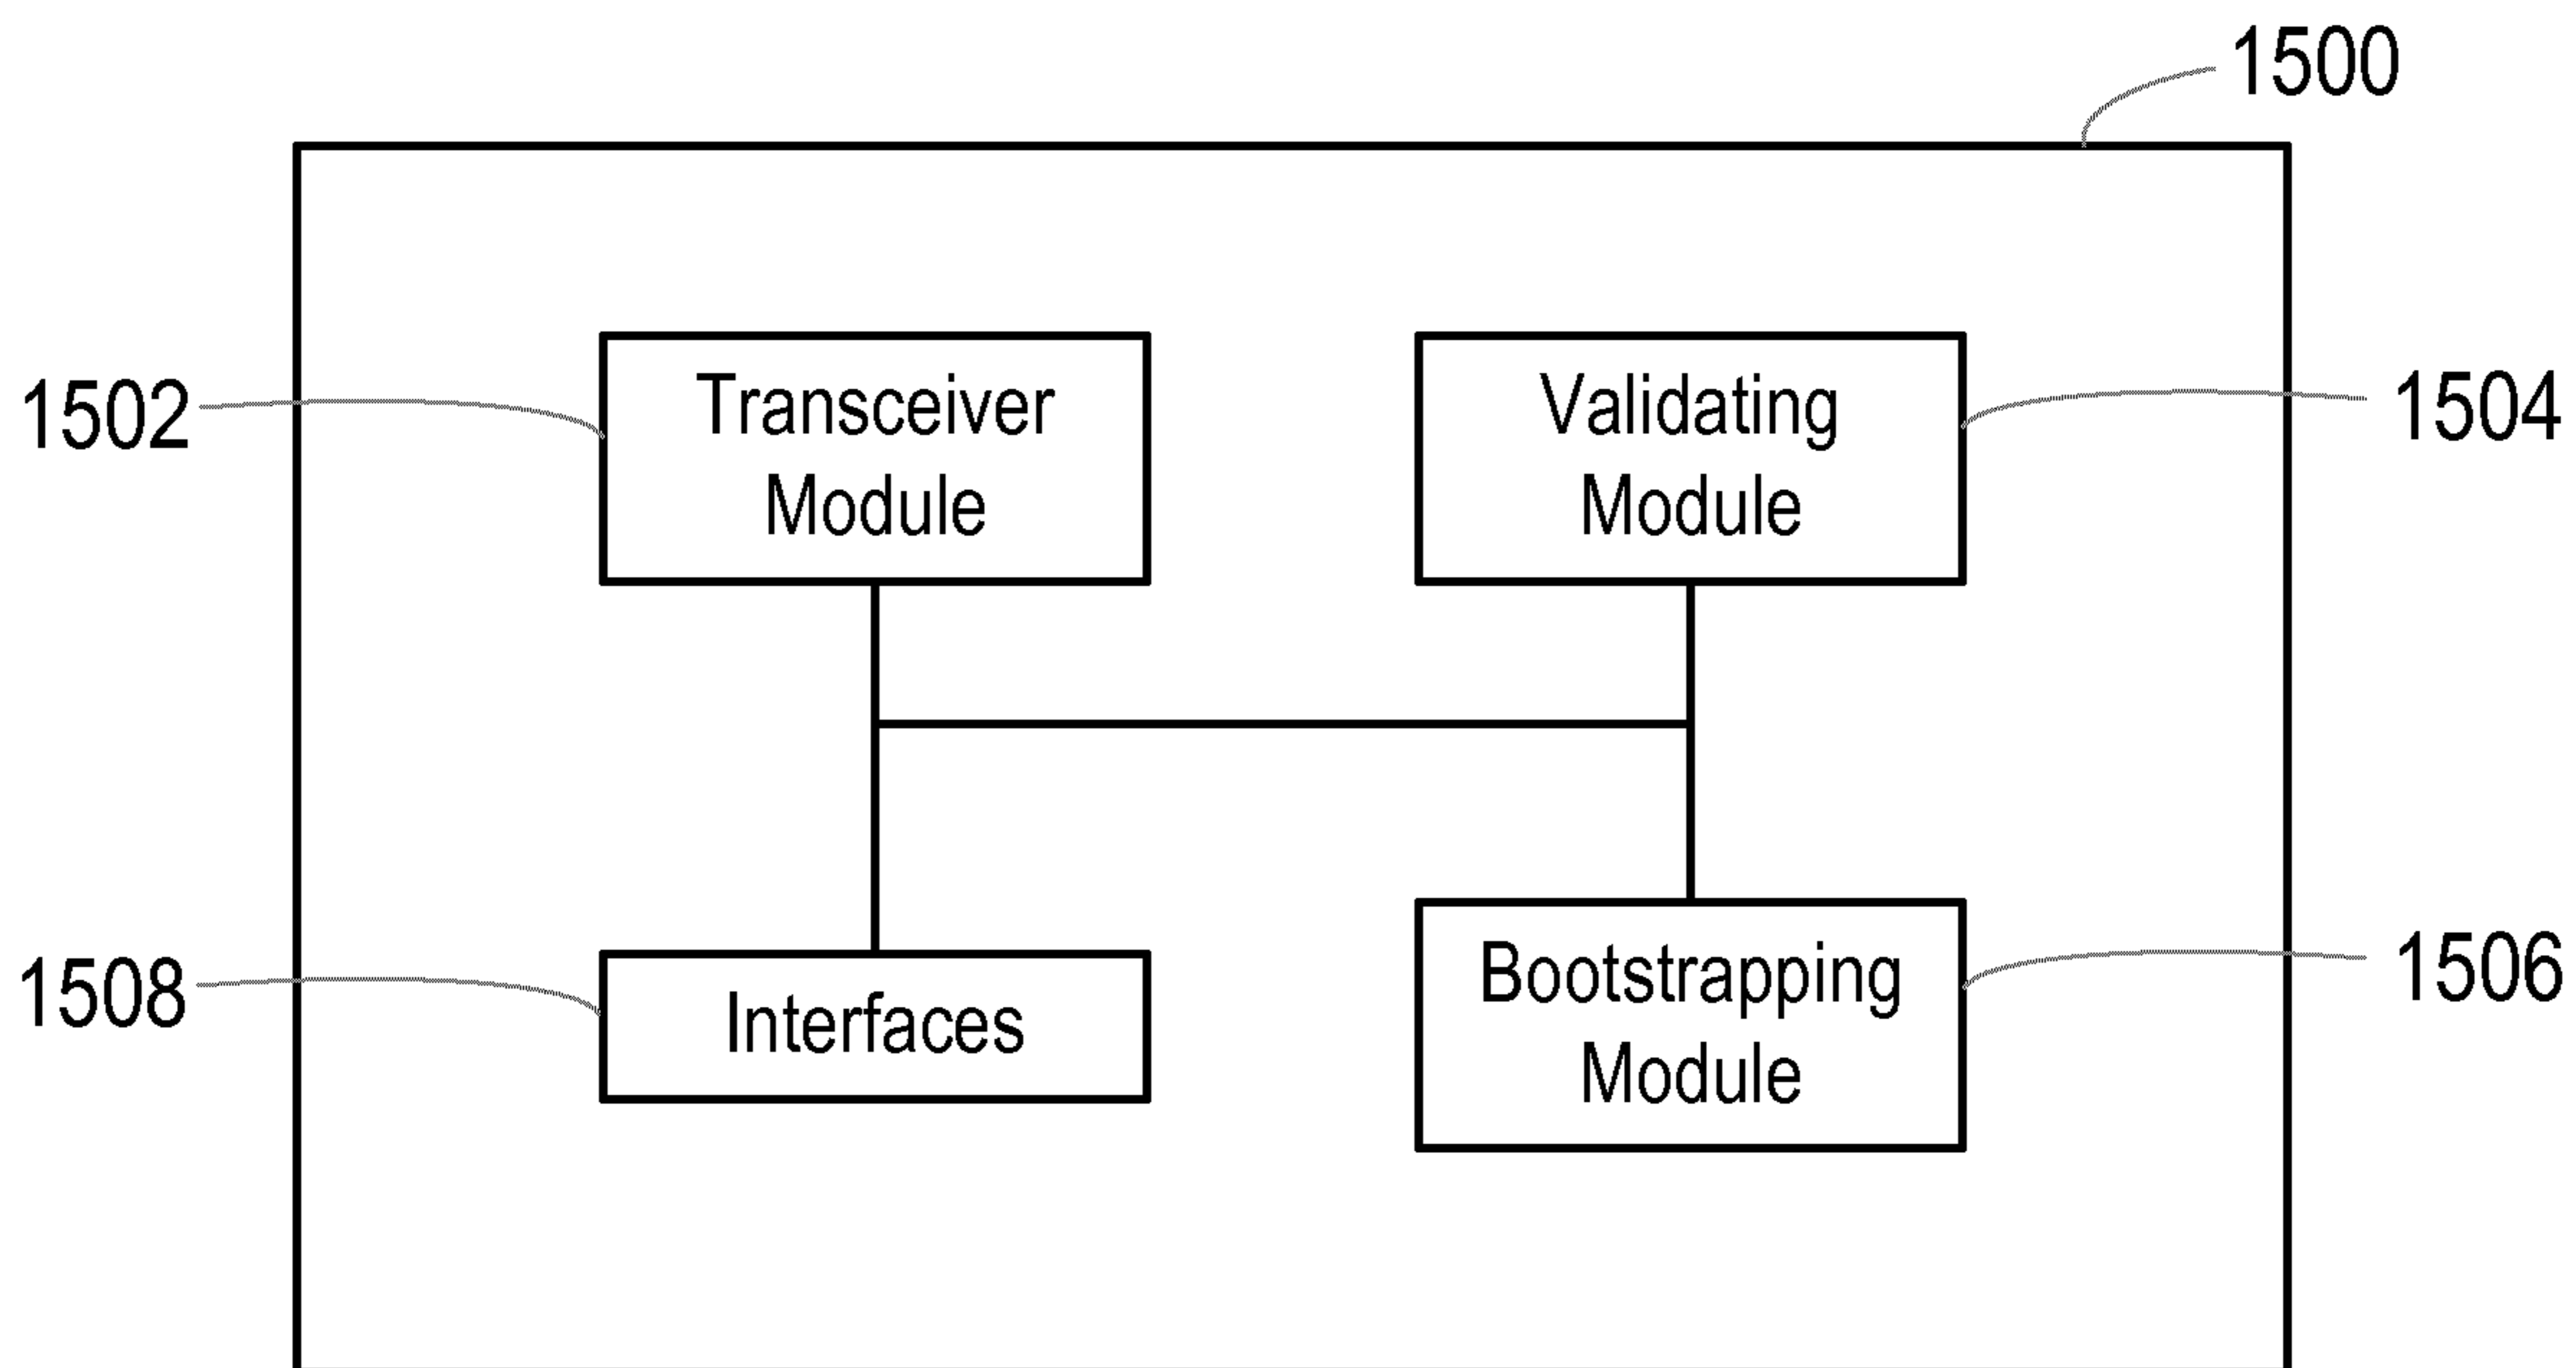 1500
1502
Transceiver
Module
Validating
Module
1504
1508
Interfaces
Bootstrapping
Module
1506